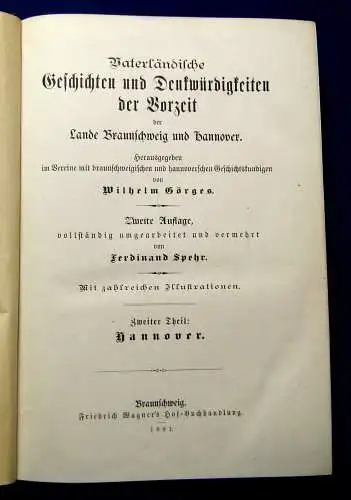 Vaterländische
Geschichten und Denkwürdigkeiten
der Vorzeit
der
Lande Braunschweig und Hannover.
Herausgegeben
im Vereine mit braunschweigischen und hannoverschen Geschichtskundigen
von
Wilhelm Görges.
Zweite Auflage,
vollständig umgearbeitet und vermehrt
von
Ferdinand Spehr.
Mit zahlreichen Illustrationen.
Zweiter Theil:
Hannover.
Braunschweig.
Friedrich Wagner's Hof-Buchhandlung.
1881.